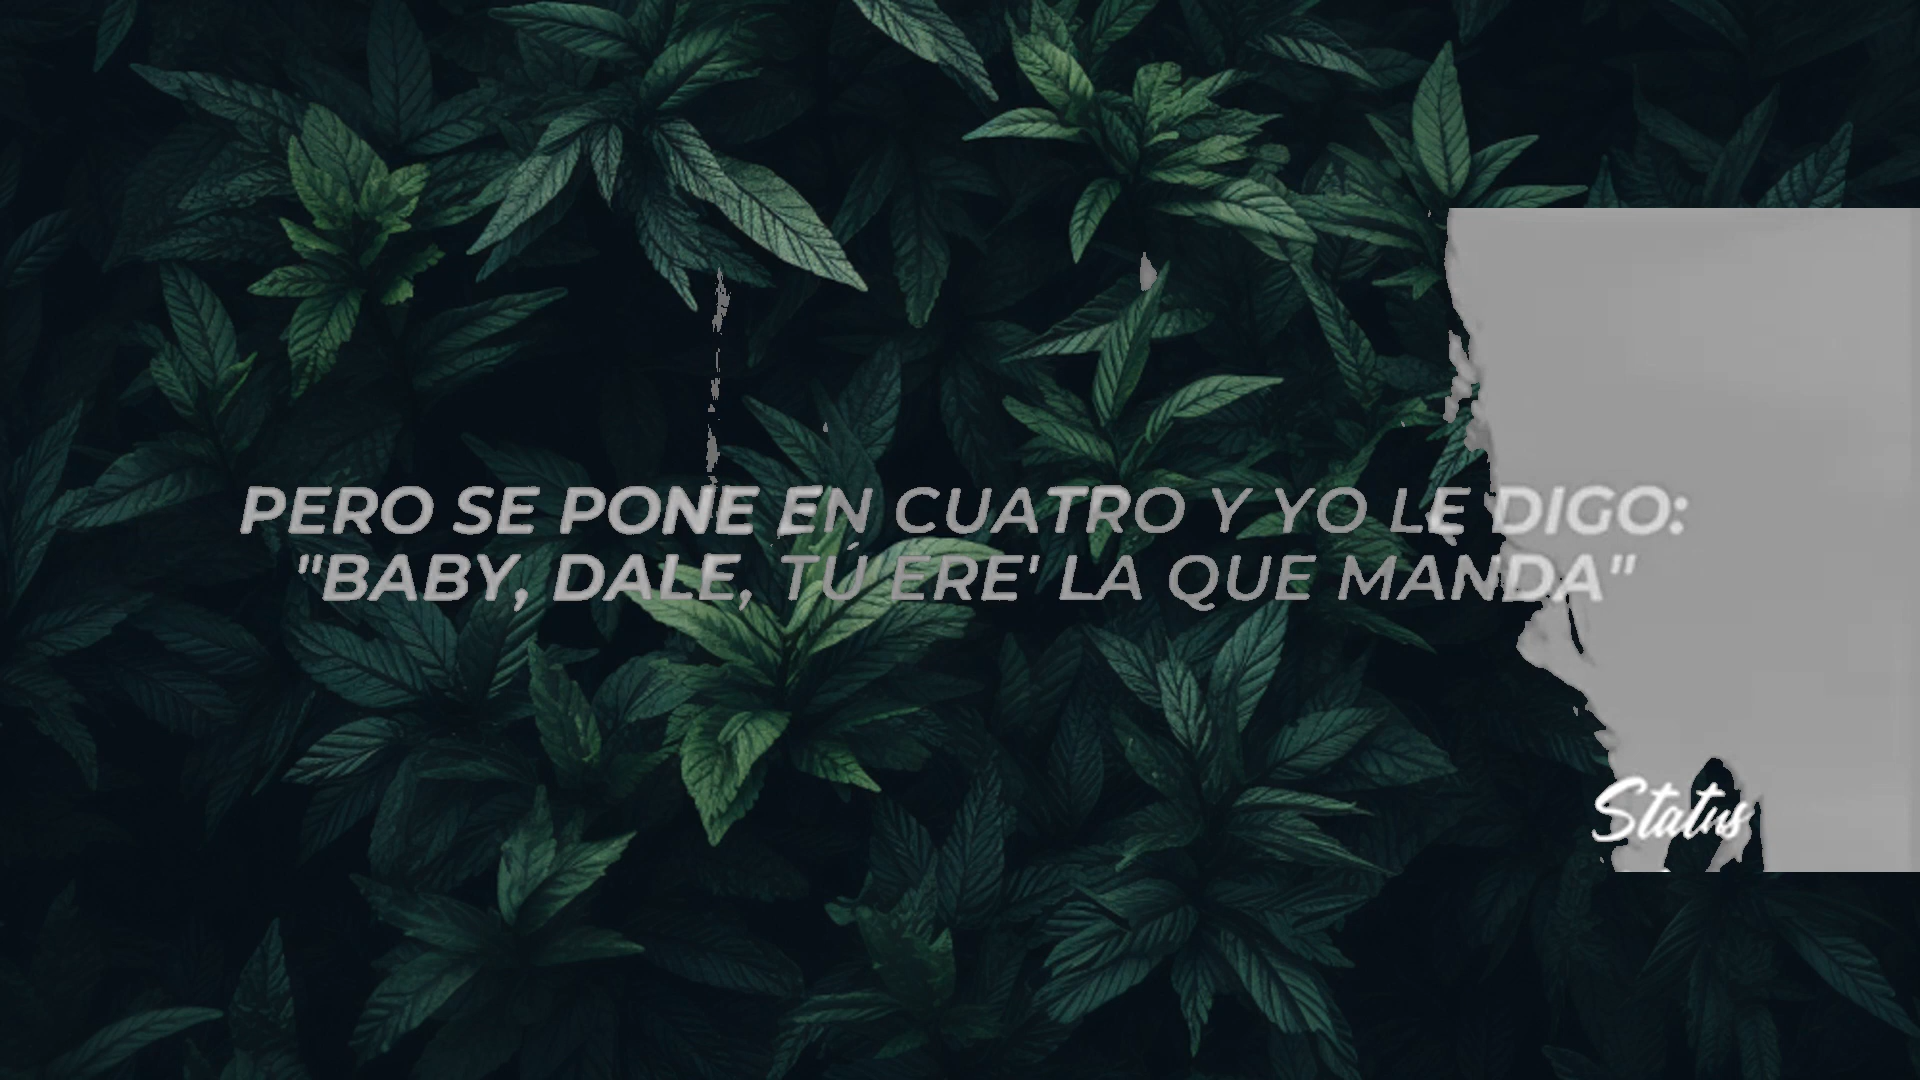 PERO SE PONE EN CUATRO Y YO LE DIGO:
"BABY, DALE, TÚ ERE' LA QUE MANDA"
Status